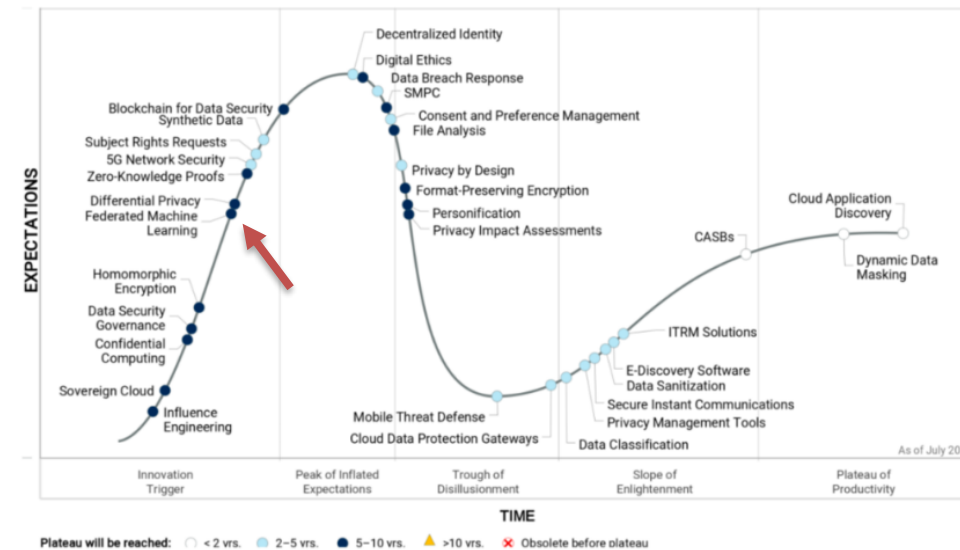 Decentralized Identity
Digital Ethics
Data Breach Response
SMPC
Consent and Preference Management
File Analysis
Blockchain for Data Security
Synthetic Data
Subject Rights Requests
5G Network Security
Zero-Knowledge Proofs
Differential Privacy
Federated Machine
Learning
Homomorphic
Encryption
Data Security
Governance
Confidential
Computing
Sovereign Cloud
Influence
Engineering
Privacy by Design
Format-Preserving Encryption
Personification
Privacy Impact Assessments
Mobile Threat Defense
Cloud Data Protection Gateways
Data Classification
Privacy Management Tools
Secure Instant Communications
Data Sanitization
E-Discovery Software
ITRM Solutions
CASBs
Cloud Application
Discovery
Dynamic Data
Masking
EXPECTATIONS
As of July 20
Innovation
Trigger
Peak of Inflated
Expectations
Trough of
Disillusionment
Slope of
Enlightenment
Plateau of
Productivity
TIME
Plateau will be reached: < 2 yrs. 2–5 yrs. 5–10 yrs. >10 yrs. Obsolete before plateau